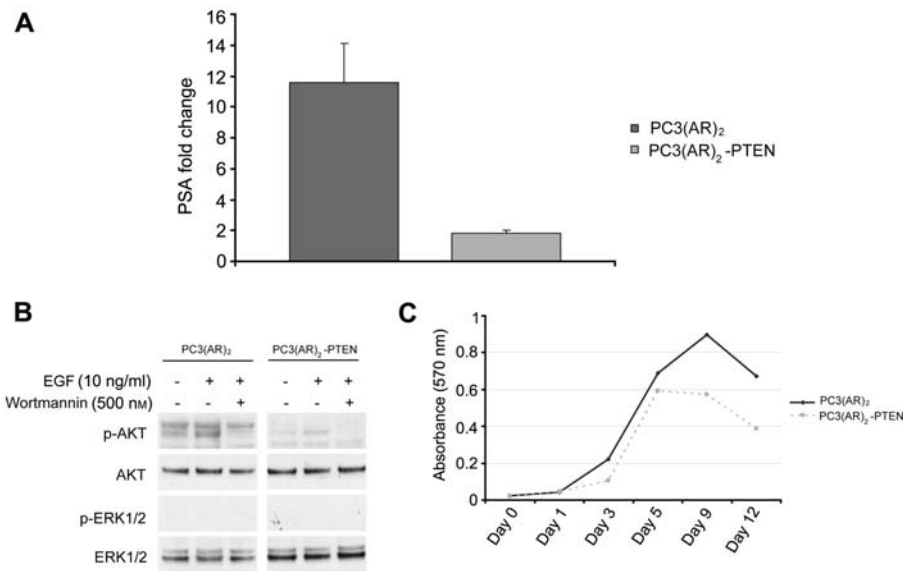 A
PSA fold change
16
14
12
10
8
6
4
2
0
PC3(AR)₂
PC3(AR)₂-PTEN
B
PC3(AR)₂ PC3(AR)₂-PTEN
EGF (10 ng/ml) - + + - + +
Wortmannin (500 nM) - - + - - +
p-AKT
AKT
p-ERK1/2
ERK1/2
C
Absorbance (570 nm)
1
0.8
0.6
0.4
0.2
0
Day 0 Day 1 Day 3 Day 5 Day 9 Day 12
PC3(AR)₂
PC3(AR)₂-PTEN